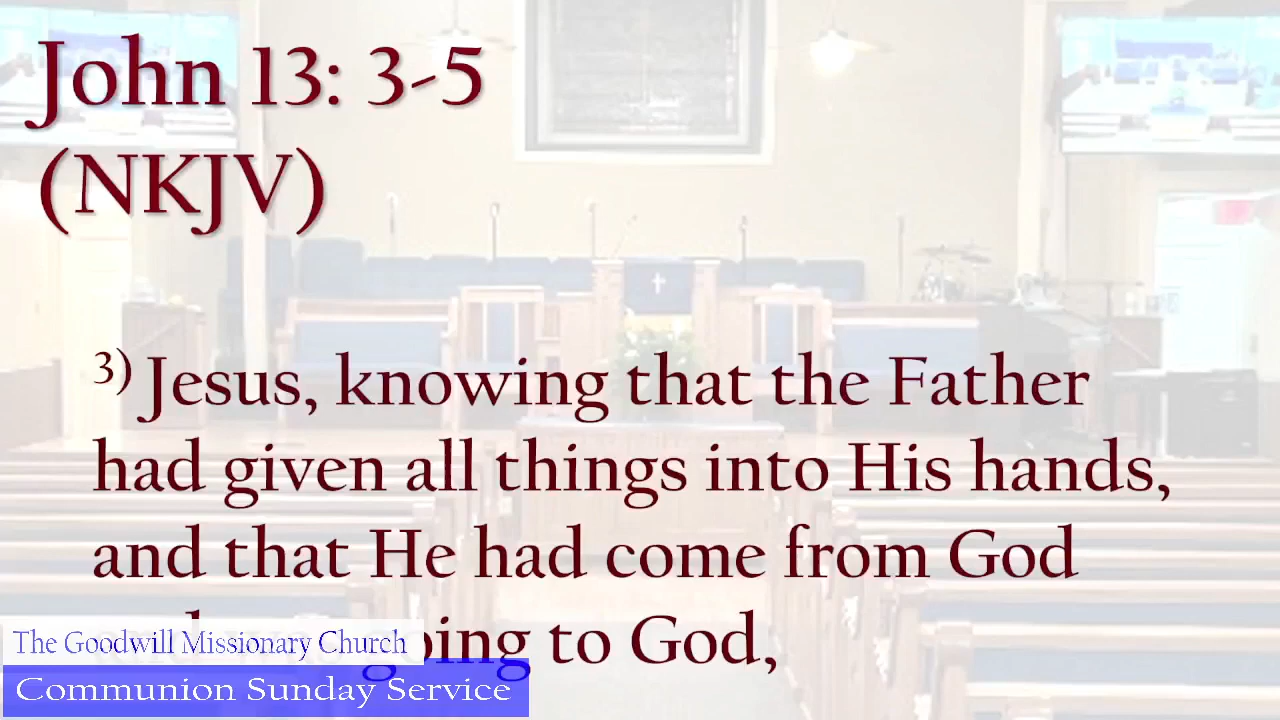 John 13: 3-5
(NKJV)
3) Jesus, knowing that the Father
had given all things into His hands,
and that He had come from God
going to God,
The Goodwill Missionary Church
Communion Sunday Service